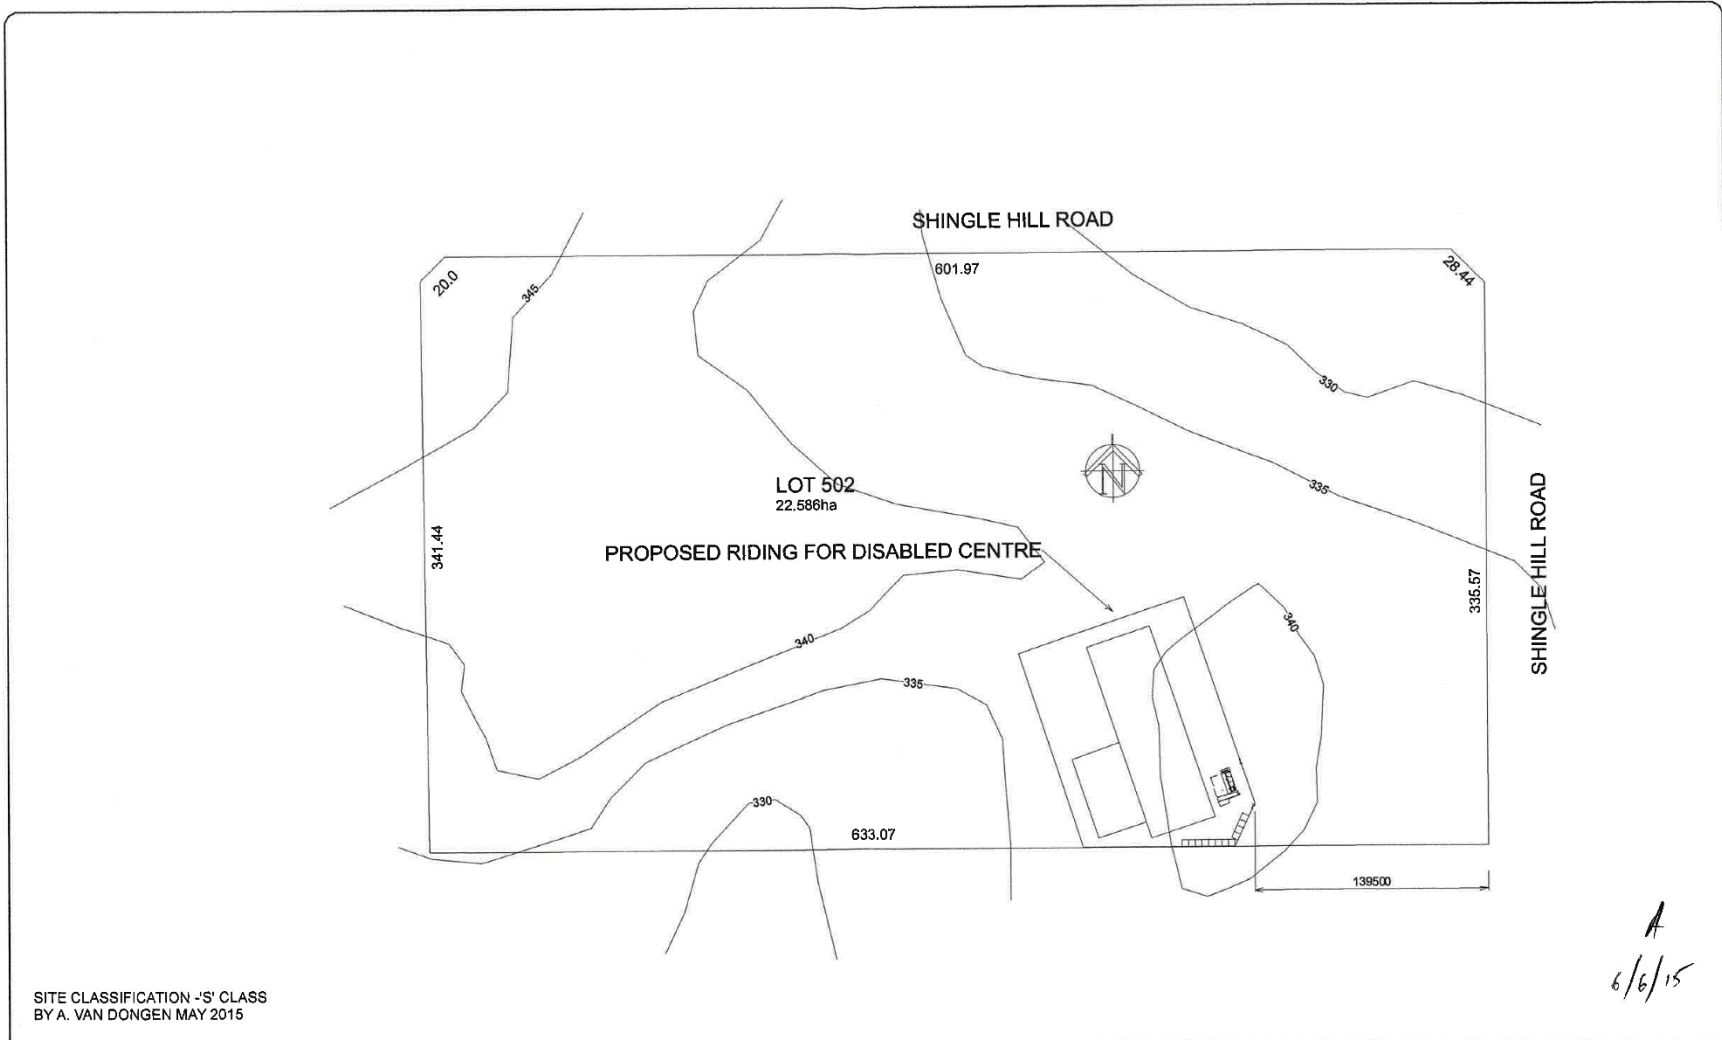 SHINGLE HILL ROAD
601.97
20.0
28.44
345
330
LOT 502
22.586ha
335
PROPOSED RIDING FOR DISABLED CENTRE
SHINGLE HILL ROAD
341.44
335.57
340
340
335
330
633.07
139500
N
A
6/6/15
SITE CLASSIFICATION -'S' CLASS
BY A. VAN DONGEN MAY 2015